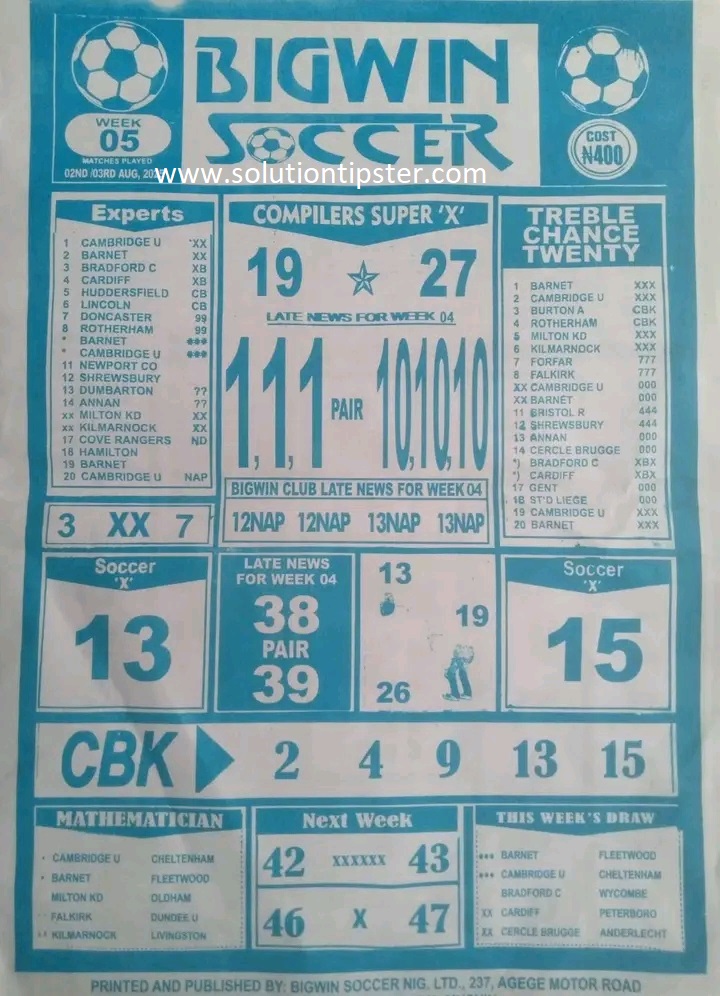 BIGWIN
SOCCER
WEEK
05
MATCHES PLAYED
02ND /03RD AUG, 202
COST
₦400
www.solutiontipster.com
Experts
1 CAMBRIDGE U XX
2 BARNET XX
3 BRADFORD C XB
4 CARDIFF XB
5 HUDDERSFIELD CB
6 LINCOLN CB
7 DONCASTER 99
8 ROTHERHAM 99
* BARNET ***
* CAMBRIDGE U ***
11 NEWPORT CO
12 SHREWSBURY
13 DUMBARTON ??
14 ANNAN ??
xx MILTON KD XX
xx KILMARNOCK XX
17 COVE RANGERS ND
18 HAMILTON
19 BARNET
20 CAMBRIDGE U NAP
3 XX 7
COMPILERS SUPER 'X'
19 27
LATE NEWS FOR WEEK 04
1,1,1 PAIR 10,10,10
BIGWIN CLUB LATE NEWS FOR WEEK 04
12NAP 12NAP 13NAP 13NAP
TREBLE
CHANCE
TWENTY
1 BARNET XXX
2 CAMBRIDGE U XXX
3 BURTON A CBK
4 ROTHERHAM CBK
5 MILTON KD XXX
6 KILMARNOCK XXX
7 FORFAR 777
8 FALKIRK 777
XX CAMBRIDGE U 000
XX BARNET 000
11 BRISTOL R 444
12 SHREWSBURY 444
13 ANNAN 000
14 CERCLE BRUGGE 000
*) BRADFORD C XBX
*) CARDIFF XBX
17 GENT 000
18 ST'D LIEGE 000
19 CAMBRIDGE U XXX
20 BARNET XXX
Soccer
'X'
13
LATE NEWS
FOR WEEK 04
38
PAIR
39
13
19
26
Soccer
'X'
15
CBK 2 4 9 13 15
MATHEMATICIAN
* CAMBRIDGE U CHELTENHAM
* BARNET FLEETWOOD
MILTON KD OLDHAM
FALKIRK DUNDEE U
KILMARNOCK LIVINGSTON
Next Week
42 XXXXXX 43
46 X 47
THIS WEEK'S DRAW
*** BARNET FLEETWOOD
*** CAMBRIDGE U CHELTENHAM
BRADFORD C WYCOMBE
XX CARDIFF PETERBORO
XX CERCLE BRUGGE ANDERLECHT
PRINTED AND PUBLISHED BY: BIGWIN SOCCER NIG. LTD., 237, AGEGE MOTOR ROAD